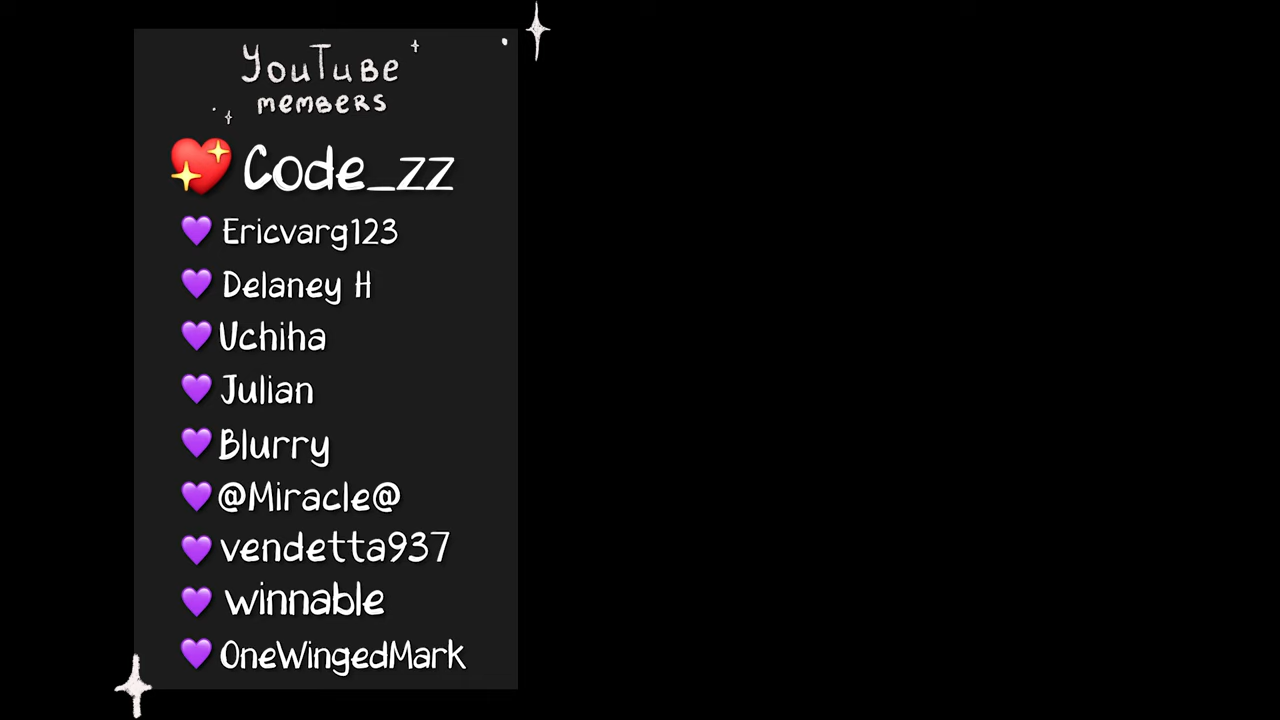 YouTube
members
Code_zz
Ericvarg123
Delaney H
Uchiha
Julian
Blurry
@Miracle@
vendetta937
winnable
OneWingedMark